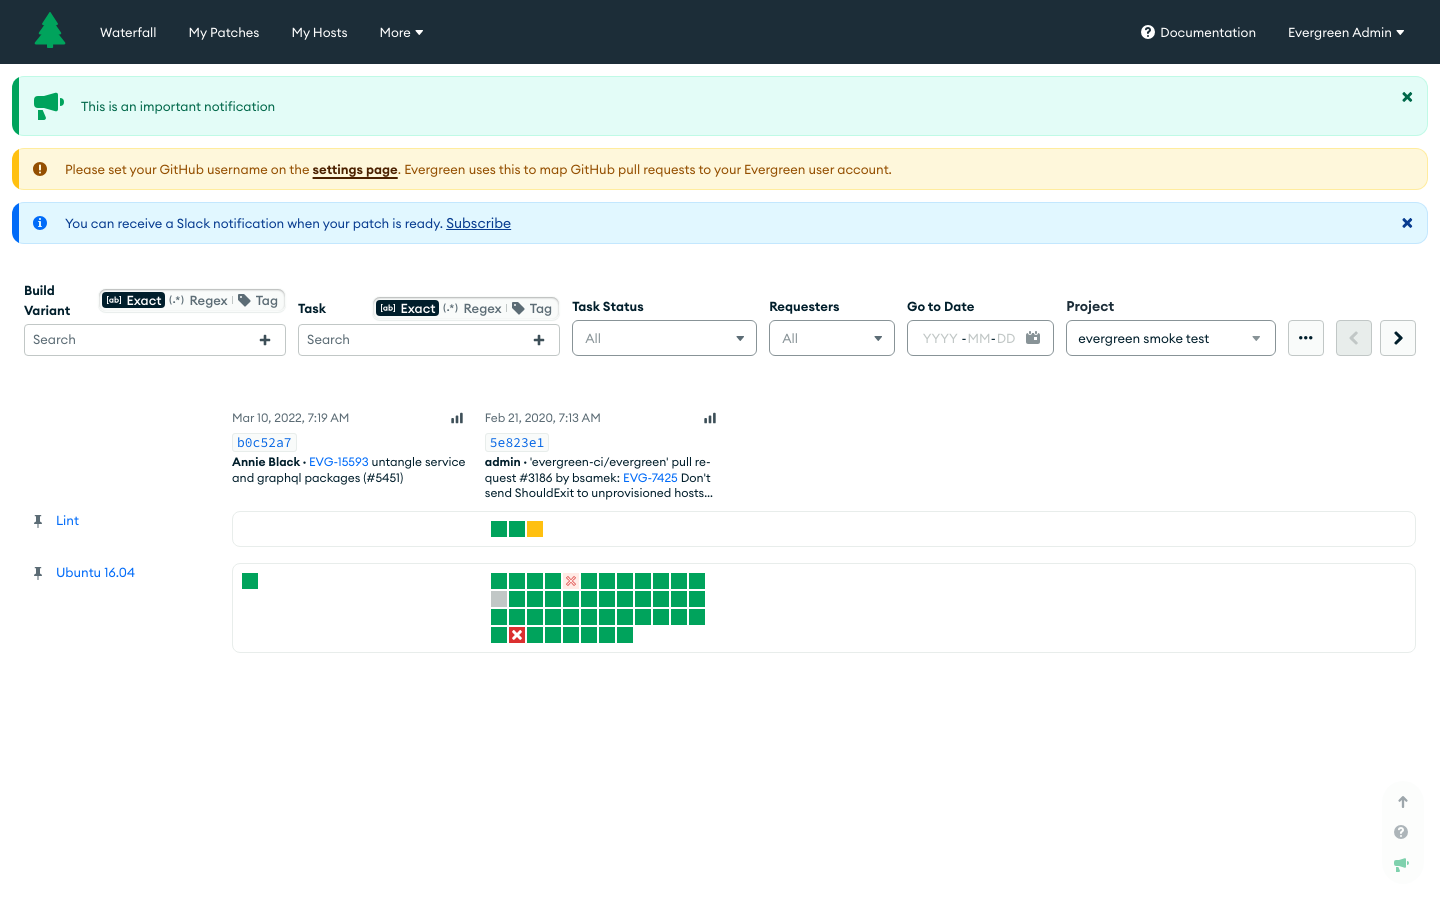 Waterfall My Patches My Hosts More Documentation Evergreen Admin
This is an important notification
Please set your GitHub username on the settings page. Evergreen uses this to map GitHub pull requests to your Evergreen user account.
You can receive a Slack notification when your patch is ready. Subscribe
Build Variant
[ab] Exact (.*) Regex Tag
Search
Task
[ab] Exact (.*) Regex Tag
Search
Task Status
All
Requesters
All
Go to Date
YYYY -MM-DD
Project
evergreen smoke test
Mar 10, 2022, 7:19 AM
b0c52a7
Annie Black · EVG-15593 untangle service
and graphql packages (#5451)
Feb 21, 2020, 7:13 AM
5e823e1
admin · 'evergreen-ci/evergreen' pull re-
quest #3186 by bsamek: EVG-7425 Don't
send ShouldExit to unprovisioned hosts...
Lint
Ubuntu 16.04